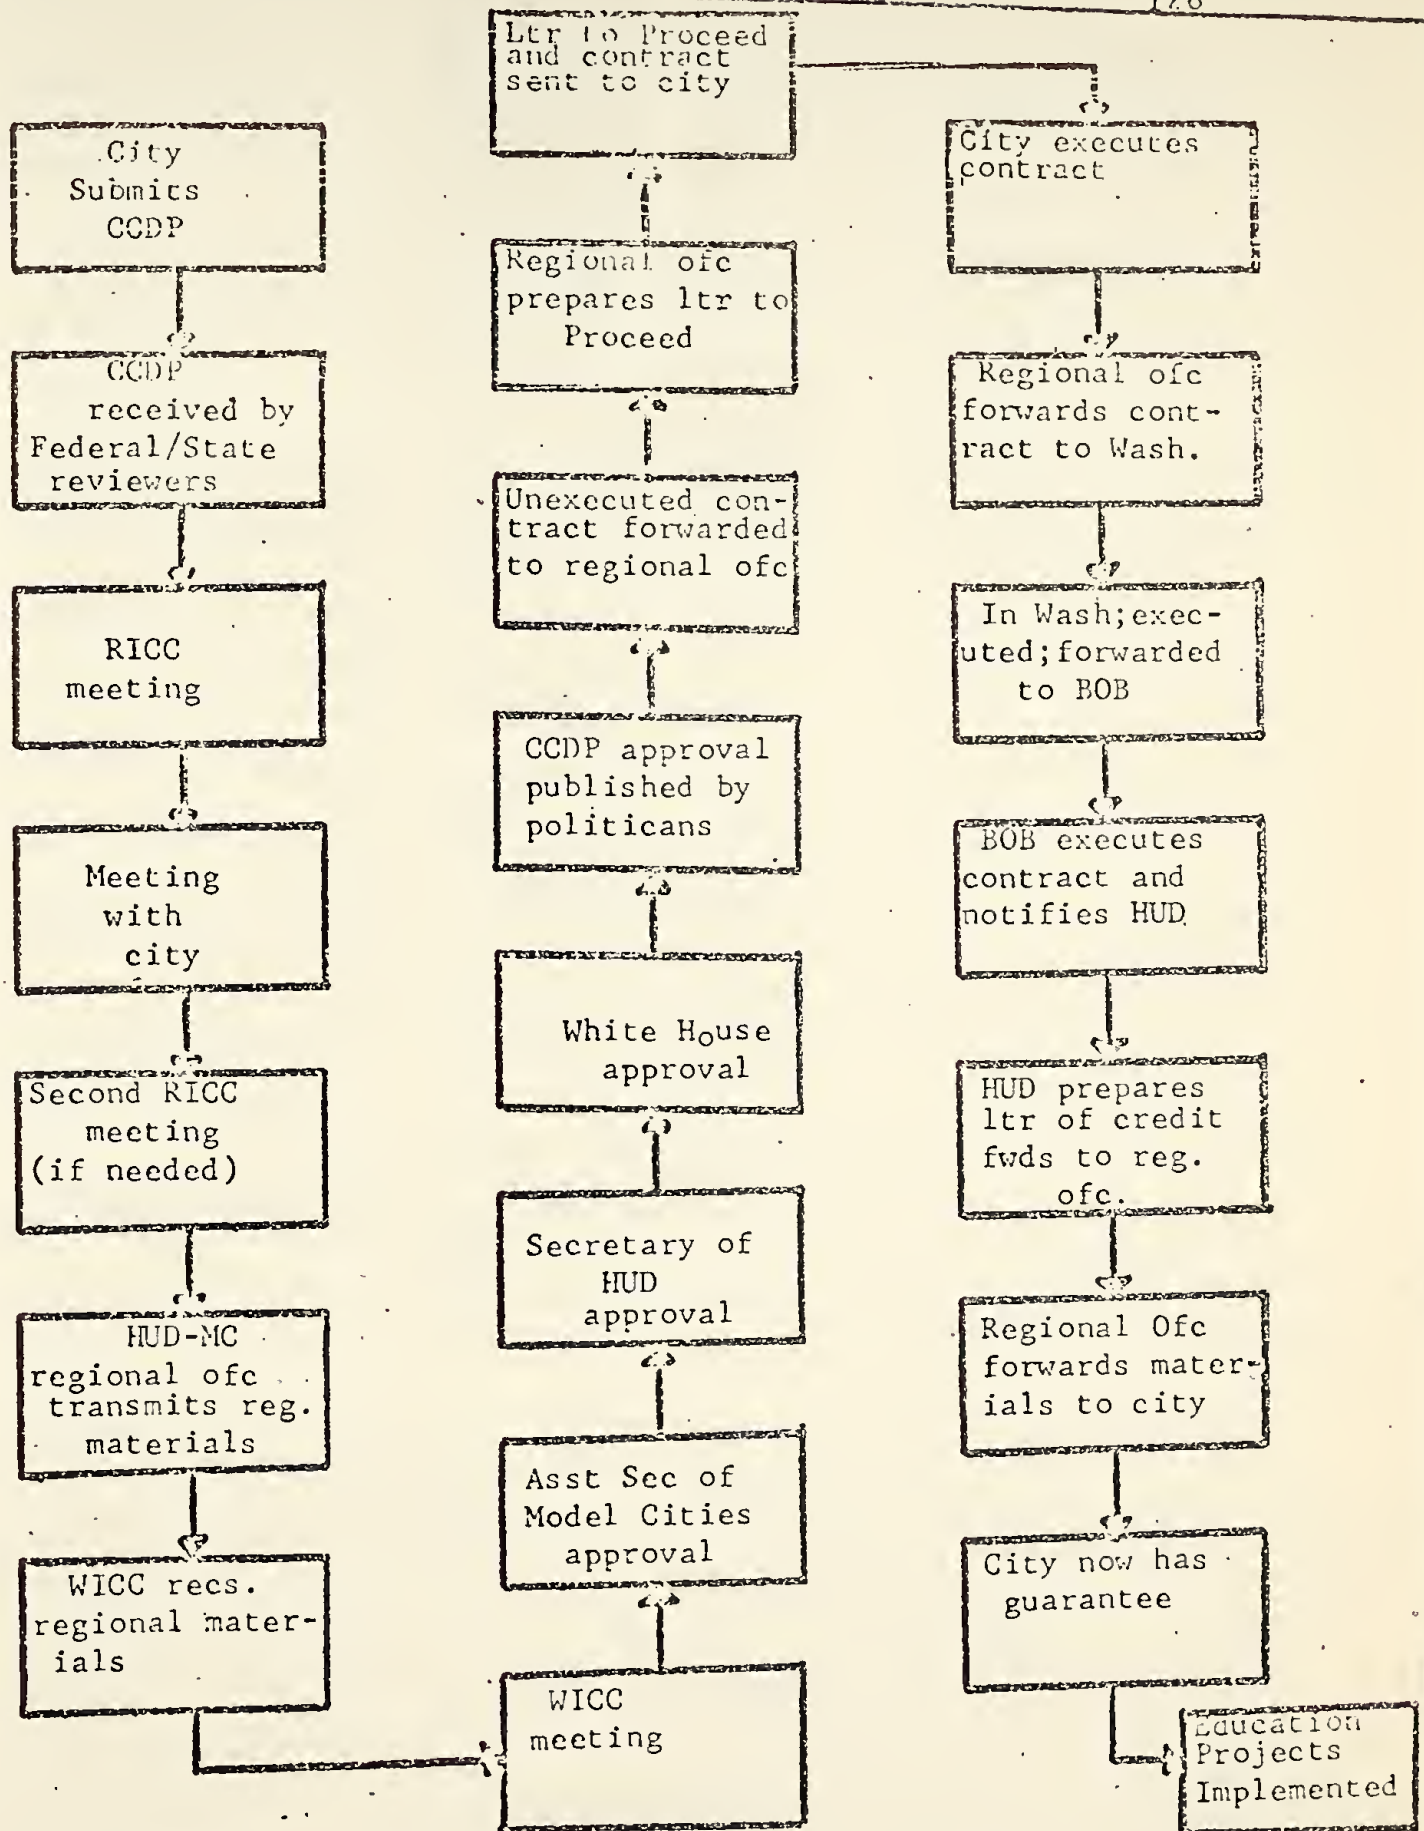 City
Submits
CCDP
CCDP
received by
Federal/State
reviewers
RICC
meeting
Meeting
with
city
Second RICC
meeting
(if needed)
HUD-MC
regional ofc
transmits reg.
materials
WICC recs.
regional mater-
ials
WICC
meeting
Asst Sec of
Model Cities
approval
Secretary of
HUD
approval
White House
approval
CCDP approval
published by
politicans
Unexecuted con-
tract forwarded
to regional ofc
Regional ofc
prepares ltr to
Proceed
Ltr to Proceed
and contract
sent to city
City executes
contract
Regional ofc
forwards cont-
ract to Wash.
In Wash;exec-
uted;forwarded
to BOB
BOB executes
contract and
notifies HUD
HUD prepares
ltr of credit
fwds to reg.
ofc.
Regional Ofc
forwards mater-
ials to city
City now has
guarantee
Education
Projects
Implemented